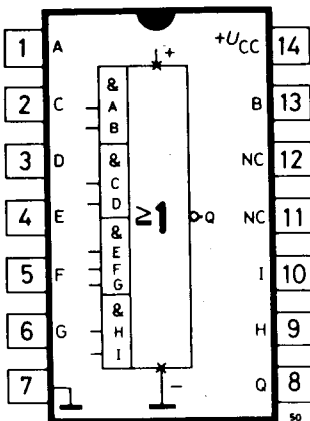 +
1 A +U_CC 14
&
2 C A B 13
B
&
3 D C NC 12
D
4 E & ≥1 Q NC 11
E
5 F F I 10
G
&
6 G H H 9
I
7 − Q 8
50